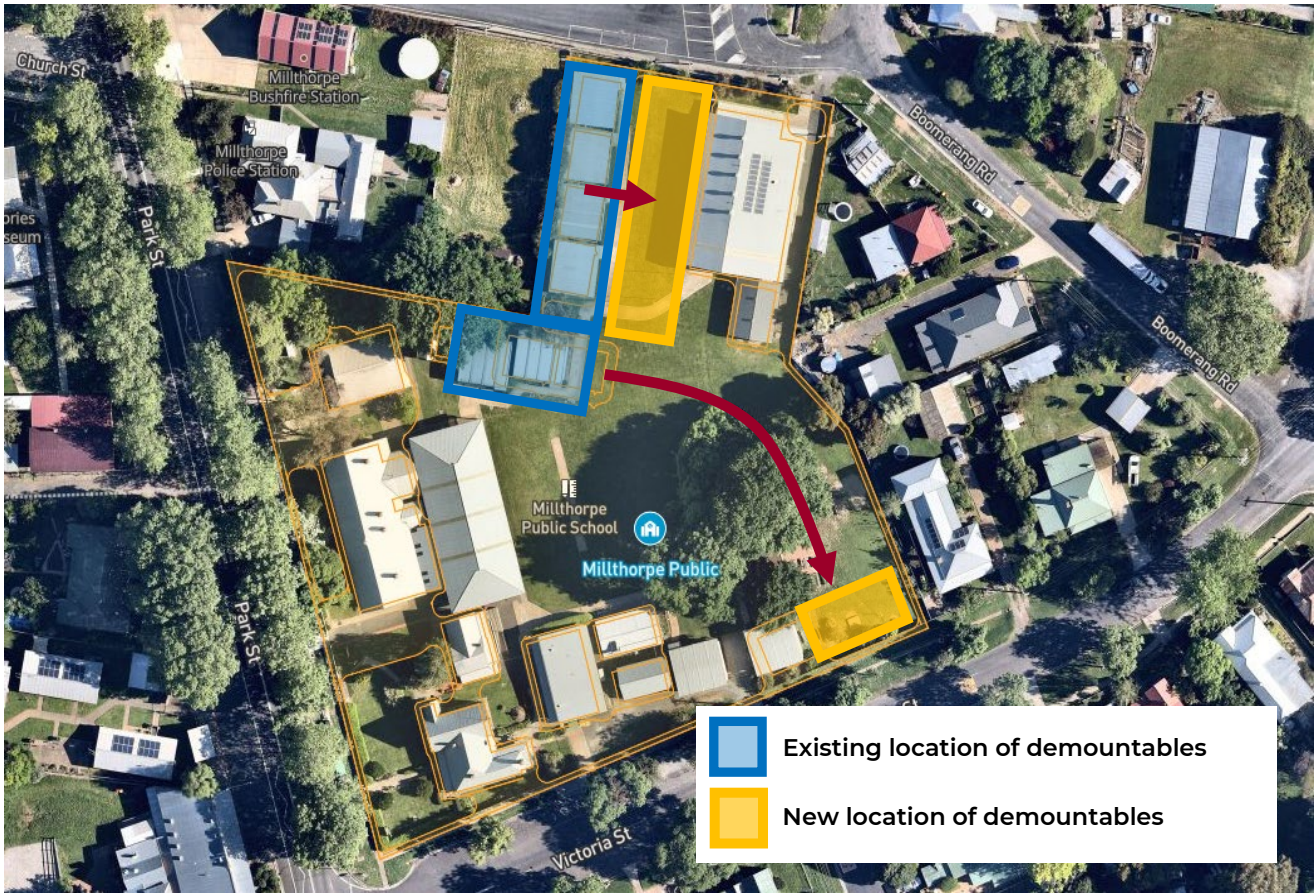 Church St
Millthorpe
Bushfire Station
Millthorpe
Police Station
ories
seum
Park St
Boomerang Rd
Boomerang Rd
Millthorpe
Public School
Millthorpe Public
Park St
St
Victoria St
Existing location of demountables
New location of demountables